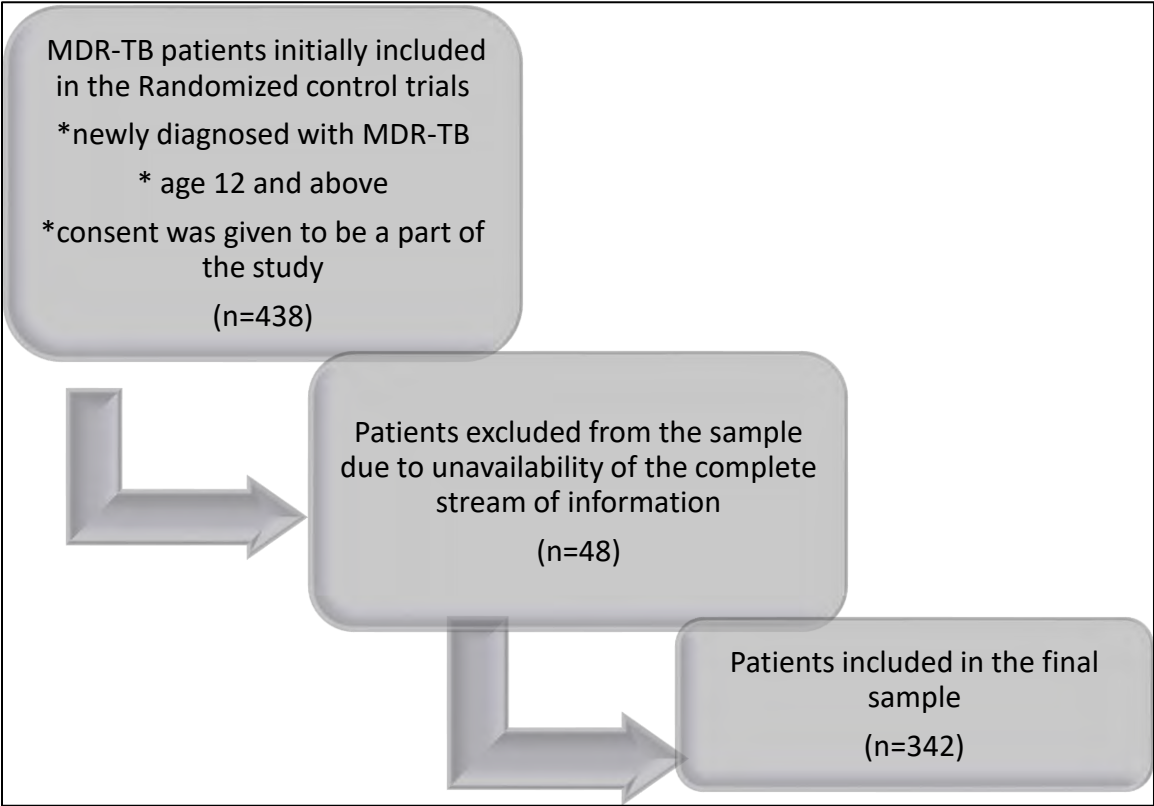 MDR-TB patients initially included
in the Randomized control trials
*newly diagnosed with MDR-TB
* age 12 and above
*consent was given to be a part of
the study
(n=438)
Patients excluded from the sample
due to unavailability of the complete
stream of information
(n=48)
Patients included in the final
sample
(n=342)